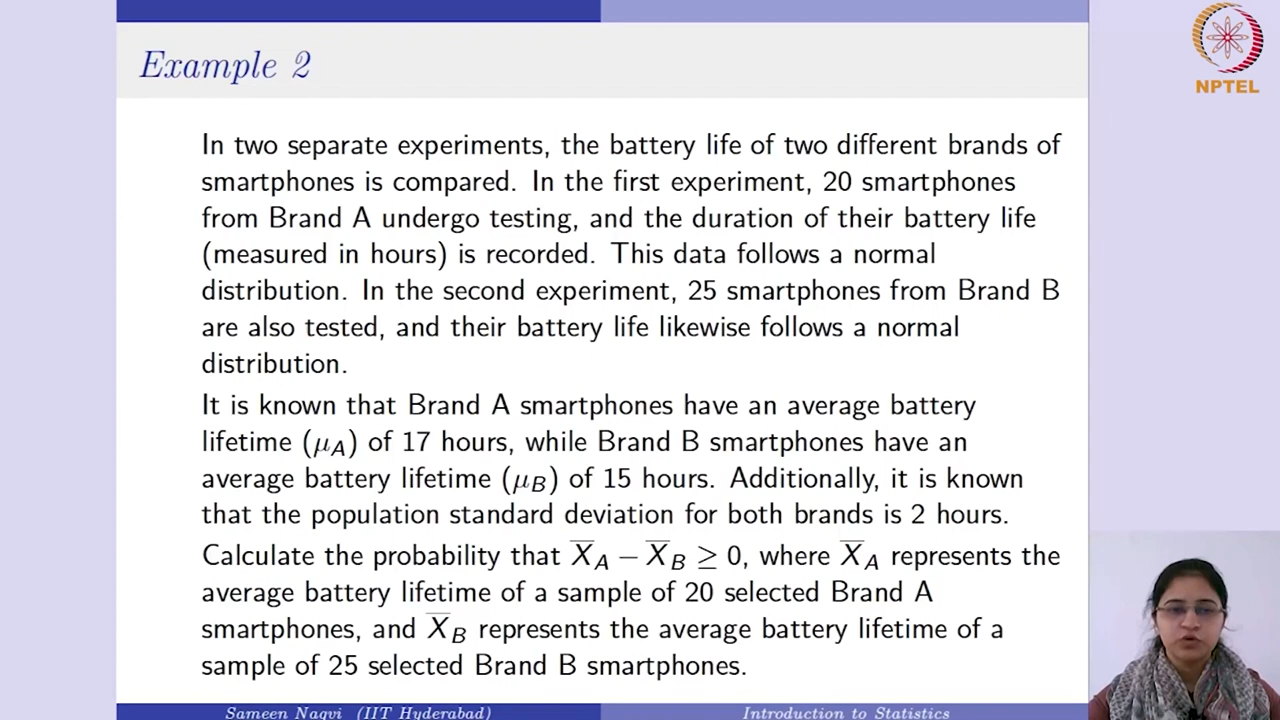 Example 2
NPTEL
In two separate experiments, the battery life of two different brands of
smartphones is compared. In the first experiment, 20 smartphones
from Brand A undergo testing, and the duration of their battery life
(measured in hours) is recorded. This data follows a normal
distribution. In the second experiment, 25 smartphones from Brand B
are also tested, and their battery life likewise follows a normal
distribution.
It is known that Brand A smartphones have an average battery
lifetime (μ_A) of 17 hours, while Brand B smartphones have an
average battery lifetime (μ_B) of 15 hours. Additionally, it is known
that the population standard deviation for both brands is 2 hours.
Calculate the probability that X̅_A − X̅_B ≥ 0, where X̅_A represents the
average battery lifetime of a sample of 20 selected Brand A
smartphones, and X̅_B represents the average battery lifetime of a
sample of 25 selected Brand B smartphones.
Sameen Naqvi (IIT Hyderabad)
Introduction to Statistics